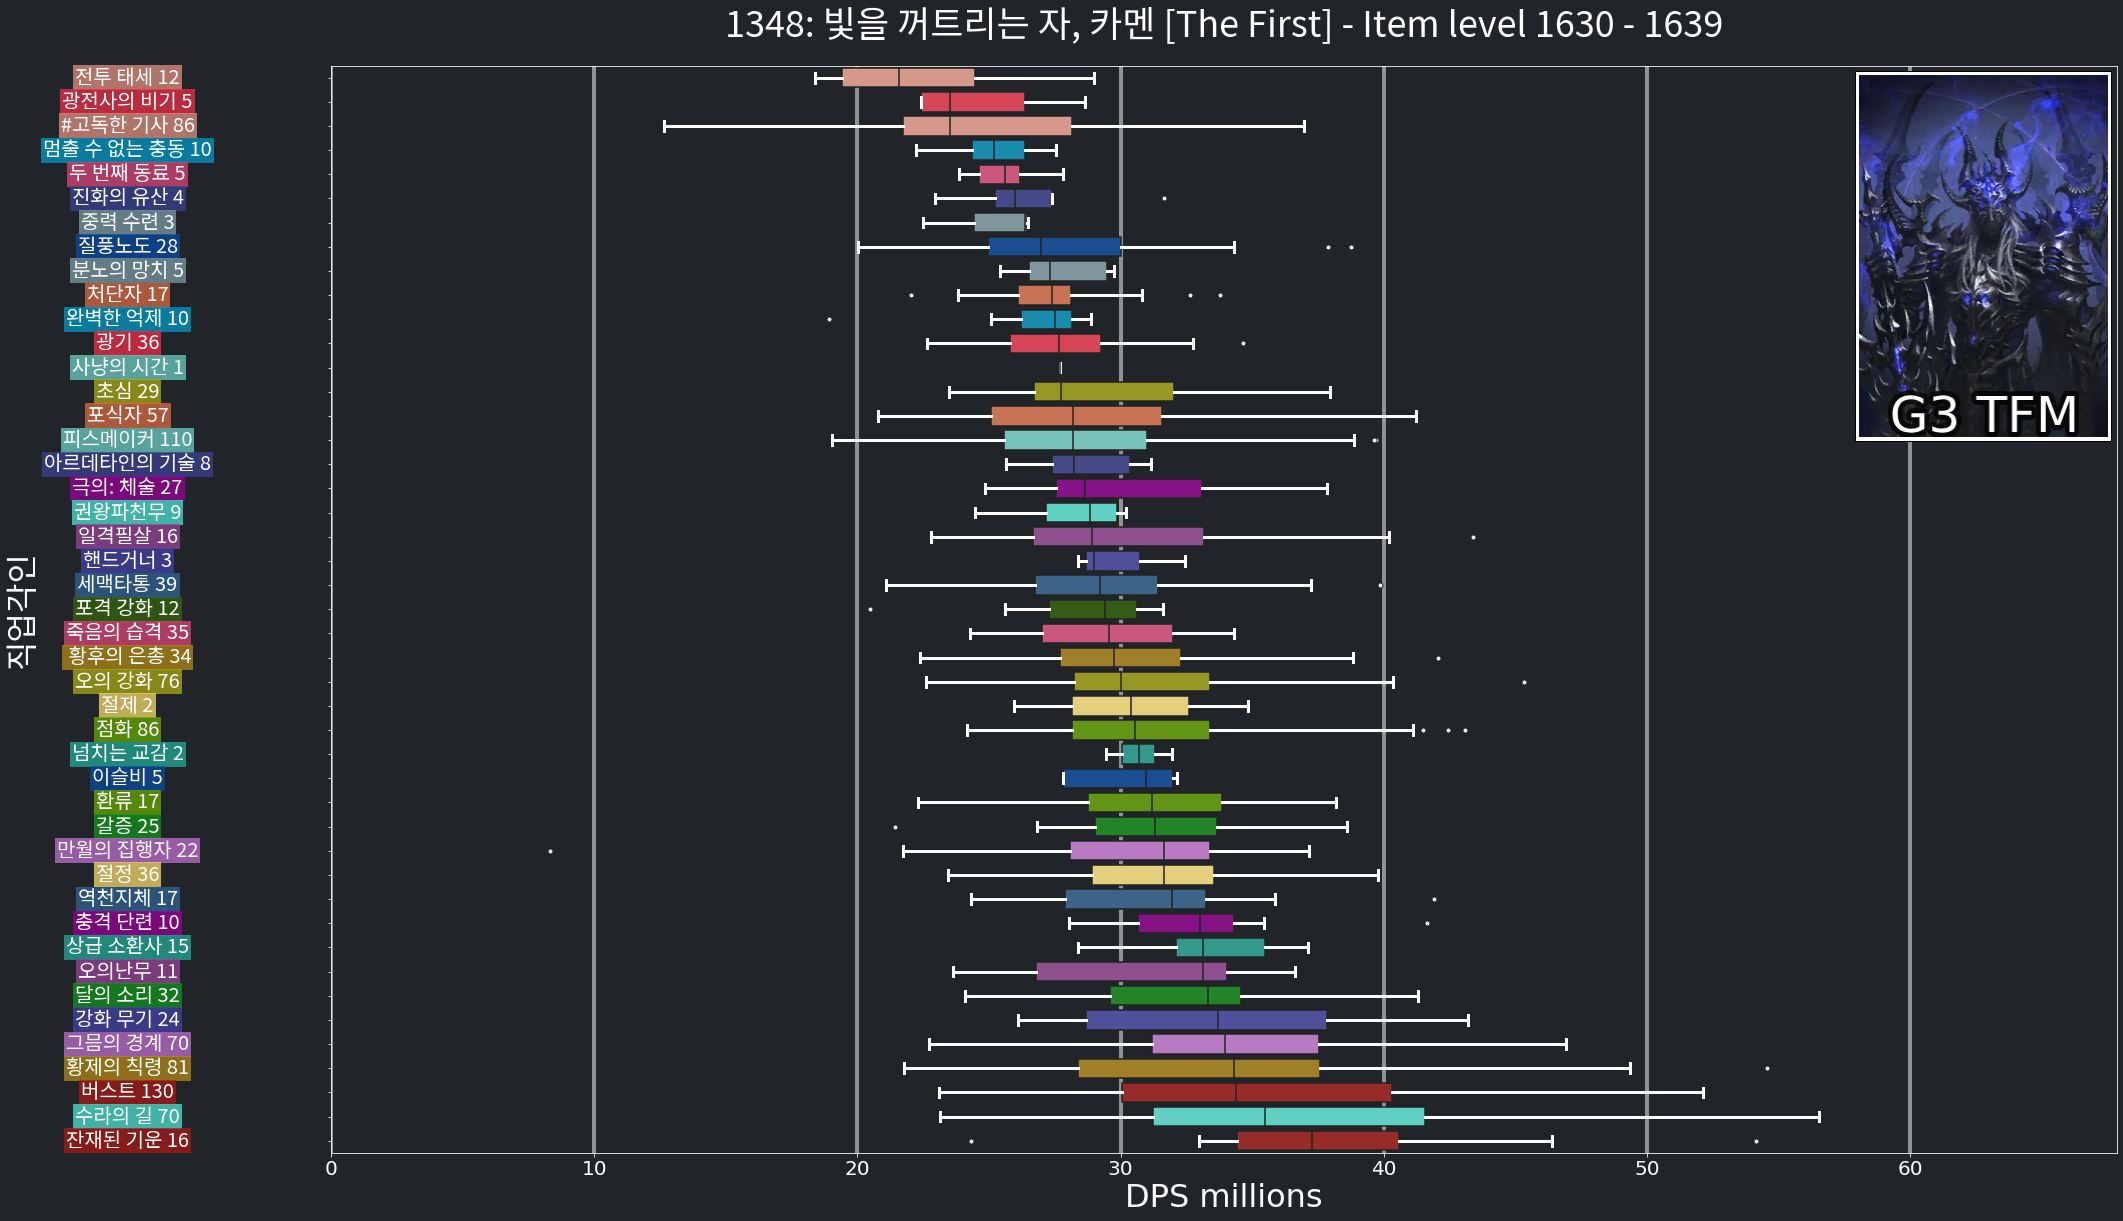 1348: 빛을 꺼트리는 자, 카멘 [The First] - Item level 1630 - 1639
전투 태세 12
광전사의 비기 5
#고독한 기사 86
멈출 수 없는 충동 10
두 번째 동료 5
진화의 유산 4
중력 수련 3
질풍노도 28
분노의 망치 5
처단자 17
완벽한 억제 10
광기 36
사냥의 시간 1
초심 29
포식자 57
피스메이커 110
아르데타인의 기술 8
극의: 체술 27
권왕파천무 9
일격필살 16
핸드거너 3
세맥타통 39
포격 강화 12
죽음의 습격 35
황후의 은총 34
오의 강화 76
절제 2
점화 86
넘치는 교감 2
이슬비 5
환류 17
갈증 25
만월의 집행자 22
절정 36
역천지체 17
충격 단련 10
상급 소환사 15
오의난무 11
달의 소리 32
강화 무기 24
그믐의 경계 70
황제의 칙령 81
버스트 130
수라의 길 70
잔재된 기운 16
직업각인
G3 TFM
0 10 20 30 40 50 60
DPS millions